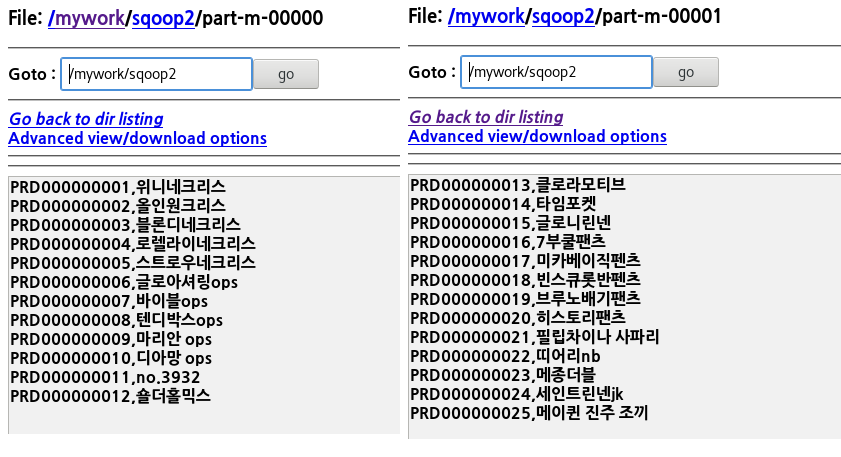 File: /mywork/sqoop2/part-m-00000
Goto : /mywork/sqoop2 go
Go back to dir listing
Advanced view/download options
PRD000000001,위니네크리스
PRD000000002,올인원크리스
PRD000000003,블론디네크리스
PRD000000004,로렐라이네크리스
PRD000000005,스트로우네크리스
PRD000000006,글로아셔링ops
PRD000000007,바이블ops
PRD000000008,텐디박스ops
PRD000000009,마리안 ops
PRD000000010,디아망 ops
PRD000000011,no.3932
PRD000000012,숄더홀믹스
File: /mywork/sqoop2/part-m-00001
Goto : /mywork/sqoop2 go
Go back to dir listing
Advanced view/download options
PRD000000013,클로라모티브
PRD000000014,타임포켓
PRD000000015,글로니린넨
PRD000000016,7부쿨팬츠
PRD000000017,미카베이직펜츠
PRD000000018,빈스큐롯반펜츠
PRD000000019,브루노배기팬츠
PRD000000020,히스토리팬츠
PRD000000021,필립차이나 사파리
PRD000000022,띠어리nb
PRD000000023,메종더블
PRD000000024,세인트린넨jk
PRD000000025,메이퀸 진주 조끼